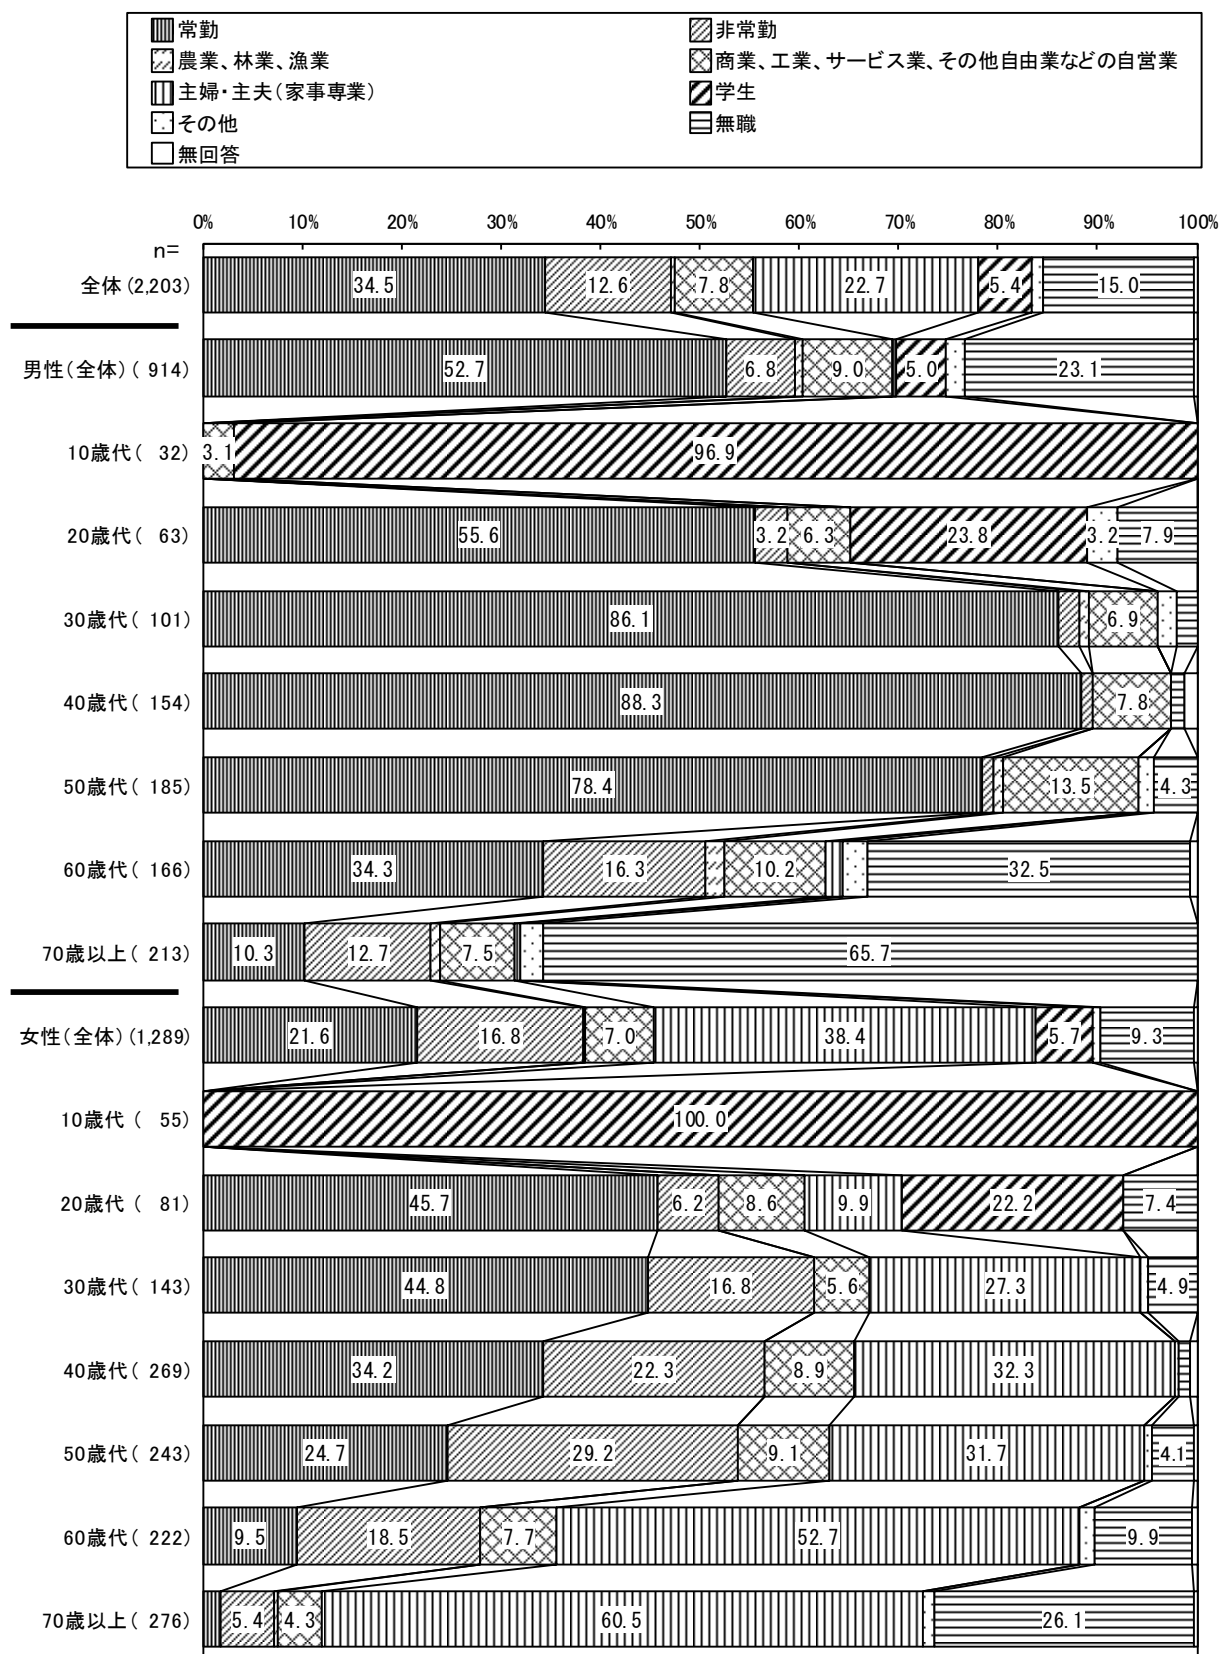 常勤 非常勤
農業、林業、漁業 商業、工業、サービス業、その他自由業などの自営業
主婦・主夫（家事専業） 学生
その他 無職
無回答
0% 10% 20% 30% 40% 50% 60% 70% 80% 90% 100%
n=
全体(2,203) 34.5 12.6 7.8 22.7 5.4 15.0
男性(全体)( 914) 52.7 6.8 9.0 5.0 23.1
10歳代( 32) 3.1 96.9
20歳代( 63) 55.6 3.2 6.3 23.8 3.2 7.9
30歳代( 101) 86.1 6.9
40歳代( 154) 88.3 7.8
50歳代( 185) 78.4 13.5 4.3
60歳代( 166) 34.3 16.3 10.2 32.5
70歳以上( 213) 10.3 12.7 7.5 65.7
女性(全体)(1,289) 21.6 16.8 7.0 38.4 5.7 9.3
10歳代( 55) 100.0
20歳代( 81) 45.7 6.2 8.6 9.9 22.2 7.4
30歳代( 143) 44.8 16.8 5.6 27.3 4.9
40歳代( 269) 34.2 22.3 8.9 32.3
50歳代( 243) 24.7 29.2 9.1 31.7 4.1
60歳代( 222) 9.5 18.5 7.7 52.7 9.9
70歳以上( 276) 5.4 4.3 60.5 26.1